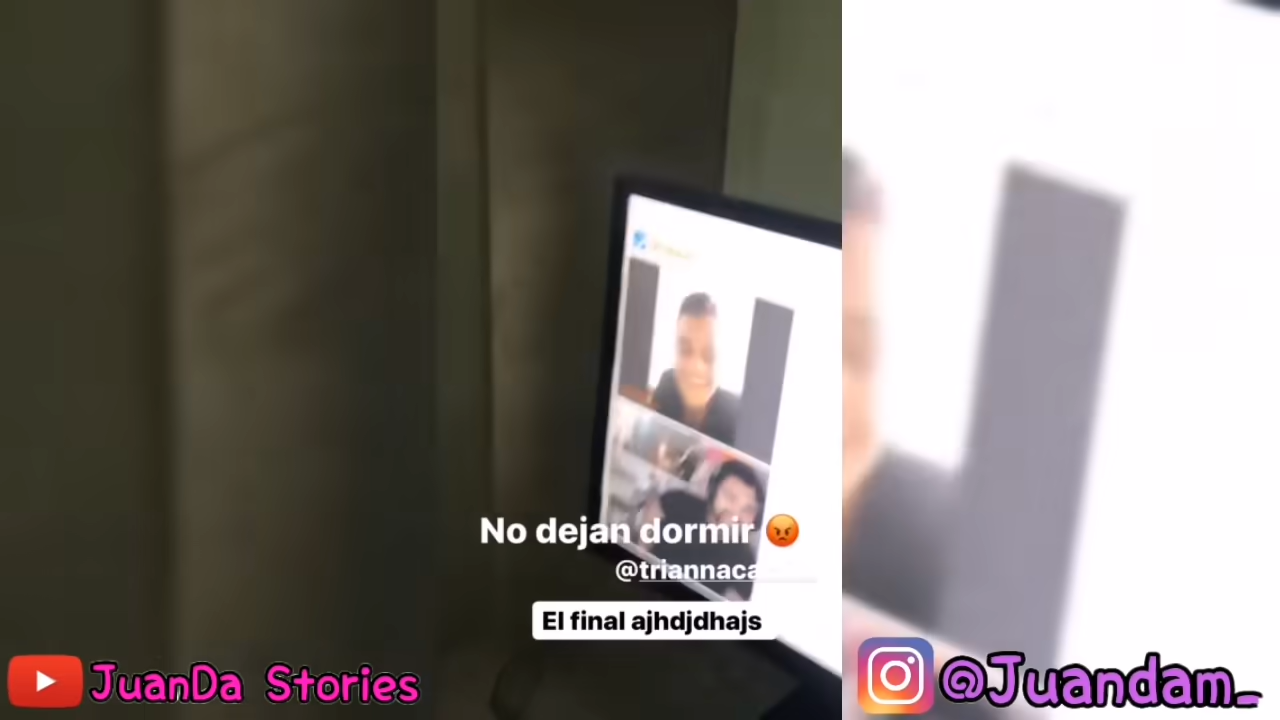 No dejan dormir 😡
El final ajhdjdhajs
JuanDa Stories
@Juandam_